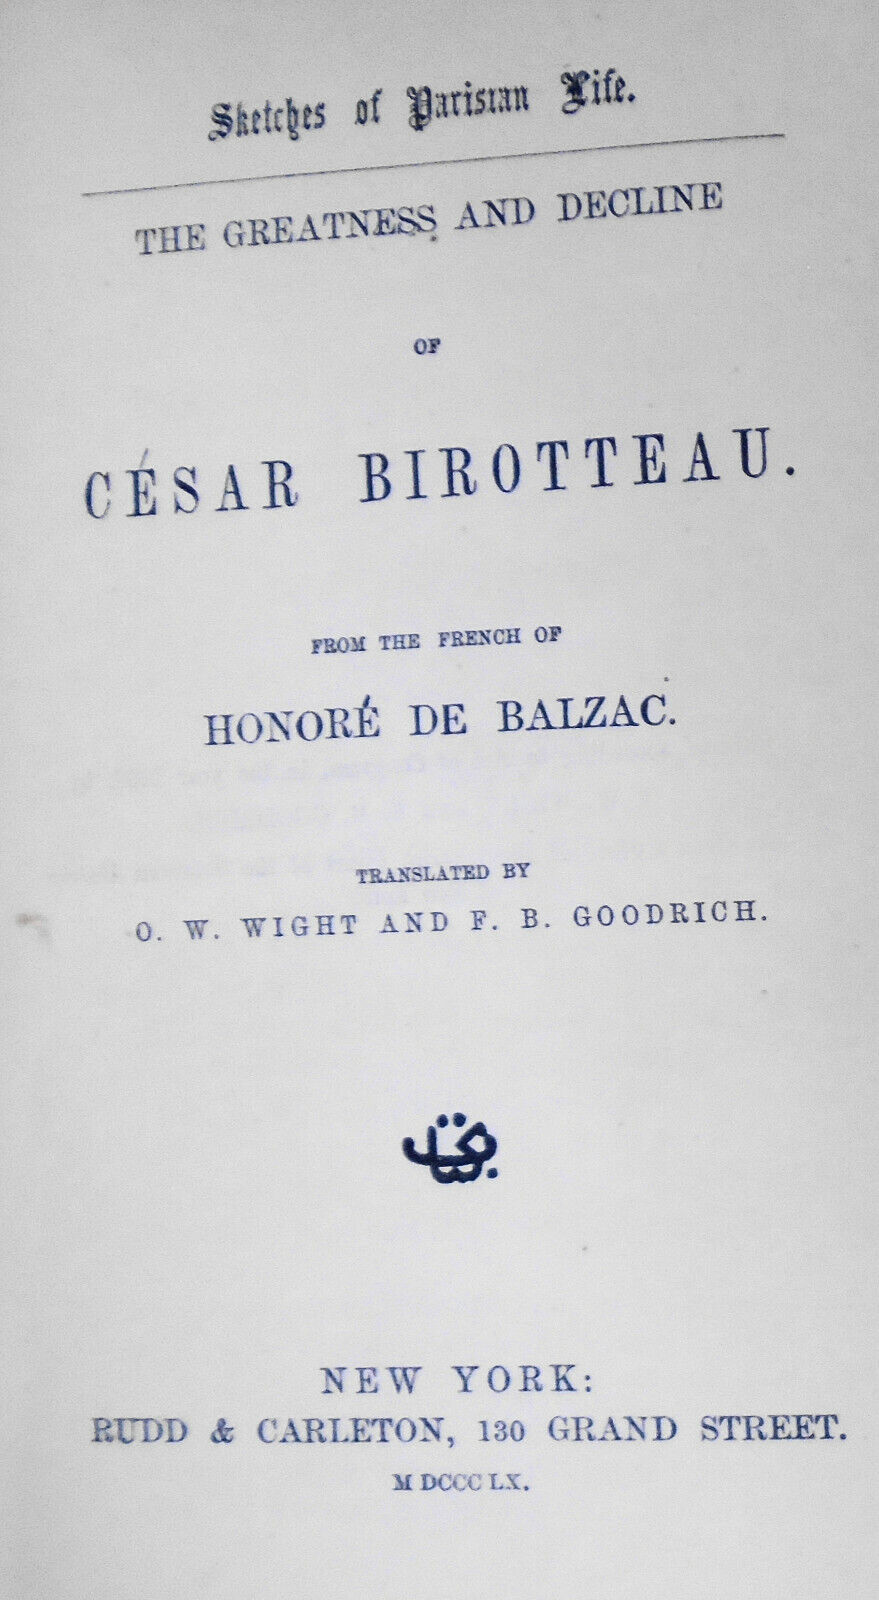 Sketches of Parisian Life.
THE GREATNESS AND DECLINE
OF
CÉSAR BIROTTEAU.
FROM THE FRENCH OF
HONORÉ DE BALZAC.
TRANSLATED BY
O. W. WIGHT AND F. B. GOODRICH.
NEW YORK:
RUDD & CARLETON, 130 GRAND STREET.
M DCCC LX.